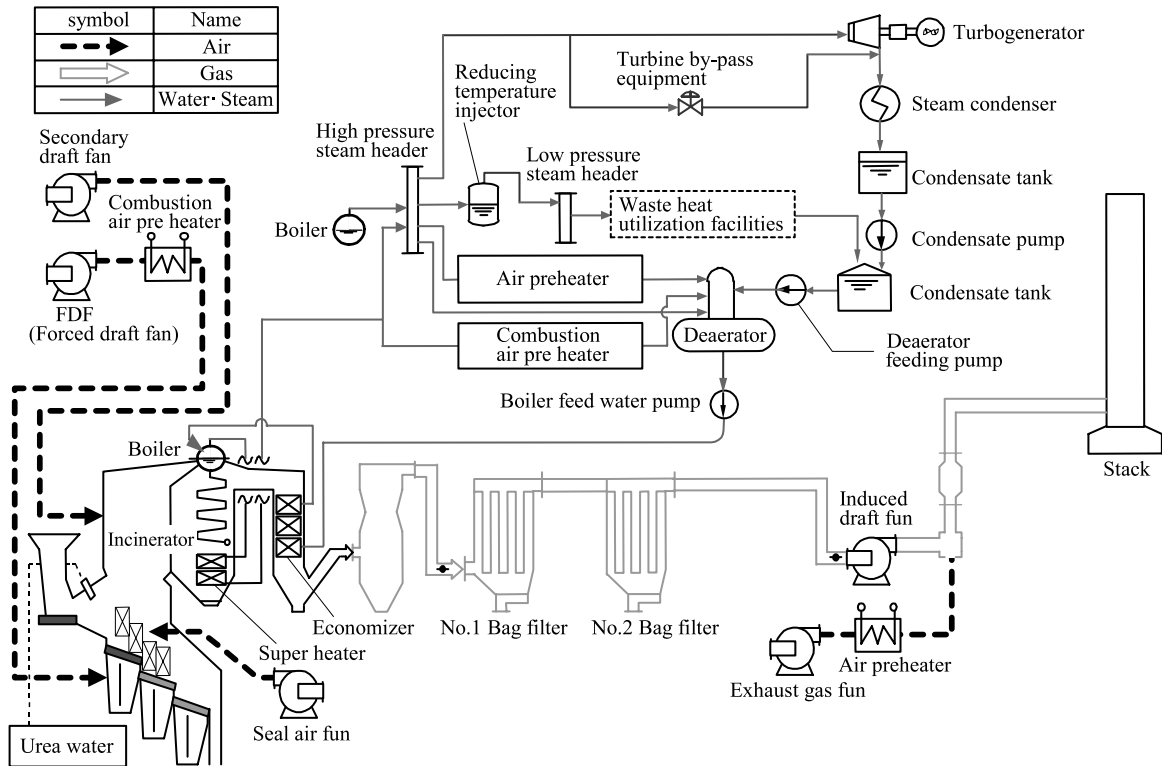 symbol Name
Air
Gas
Water・Steam
Turbogenerator
Turbine by-pass
equipment
Reducing
temperature
injector
Steam condenser
High pressure
steam header
Secondary
draft fan
Low pressure
steam header
Condensate tank
Combustion
air pre heater
Waste heat
utilization facilities
Boiler
Condensate pump
Air preheater
Condensate tank
FDF
(Forced draft fan)
Deaerator
Combustion
air pre heater
Deaerator
feeding pump
Boiler feed water pump
Boiler
Stack
Induced
draft fun
Incinerator
Economizer
No.1 Bag filter
No.2 Bag filter
Super heater
Air preheater
Exhaust gas fun
Seal air fun
Urea water